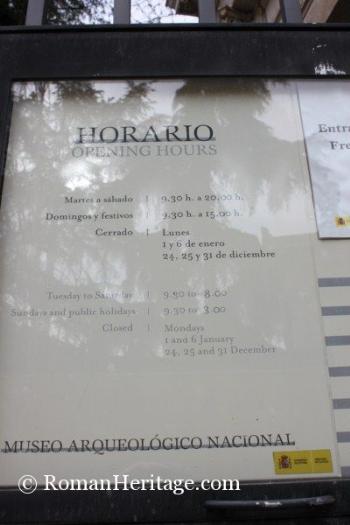 HORARIO
OPENING HOURS
Entr
Fre
Martes a sábado | 9.30 h. a 20.00 h.
Domingos y festivos | 9.30 h. a 15.00 h.
Cerrado | Lunes
1 y 6 de enero
24, 25 y 31 de diciembre
Tuesday to Saturday | 9.30 to 8.00
Sundays and public holidays | 9.30 to 3.00
Closed | Mondays
1 and 6 January
24, 25 and 31 December
MUSEO ARQUEOLÓGICO NACIONAL
© RomanHeritage.com